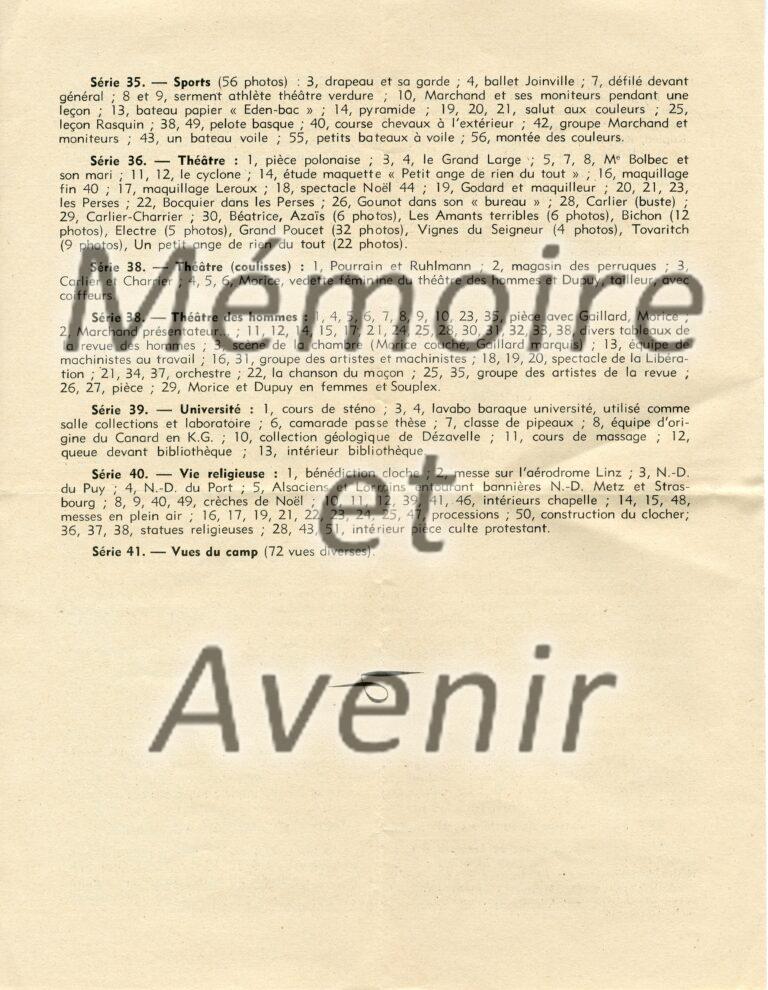 Série 35. — Sports (56 photos) : 3, drapeau et sa garde ; 4, ballet Joinville ; 7, défilé devant
général ; 8 et 9, serment athlète théâtre verdure ; 10, Marchand et ses moniteurs pendant une
leçon ; 13, bateau papier « Eden-bac » ; 14, pyramide ; 19, 20, 21, salut aux couleurs ; 25,
leçon Rasquin ; 38, 49, pelote basque ; 40, course chevaux à l'extérieur ; 42, groupe Marchand et
moniteurs ; 43, un bateau voile ; 55, petits bateaux à voile ; 56, montée des couleurs.
Série 36. — Théâtre : 1, pièce polonaise ; 3, 4, le Grand Large ; 5, 7, 8, Mᵉ Bolbec et
son mari ; 11, 12, le cyclone ; 14, étude maquette « Petit ange de rien du tout » ; 16, maquillage
fin 40 ; 17, maquillage Leroux ; 18, spectacle Noël 44 ; 19, Godard et maquilleur ; 20, 21, 23,
les Perses ; 22, Bocquier dans les Perses ; 26, Gounot dans son « bureau » ; 28, Carlier (buste) ;
29, Carlier-Charrier ; 30, Béatrice, Azaïs (6 photos), Les Amants terribles (6 photos), Bichon (12
photos), Electre (5 photos), Grand Poucet (32 photos), Vignes du Seigneur (4 photos), Tovaritch
(9 photos), Un petit ange de rien du tout (22 photos).
Série 38. — Théâtre (coulisses) : 1, Pourrain et Ruhlmann ; 2, magasin des perruques ; 3,
Carlier et Charrier ; 4, 5, 6, Morice, vedette féminine du théâtre des hommes et Dupuy, tailleur, avec
coiffeurs.
Série 38. — Théâtre des hommes : 1, 4, 5, 6, 7, 8, 9, 10, 23, 35, pièce avec Gaillard, Morice ;
2, Marchand présentateur... ; 11, 12, 14, 15, 17, 21, 24, 25, 28, 30, 31, 32, 33, 38, divers tableaux de
la revue des hommes ; 3, scène de la chambre (Morice couché, Gaillard marquis) ; 13, équipe de
machinistes au travail ; 16, 31, groupe des artistes et machinistes ; 18, 19, 20, spectacle de la Libéra-
tion ; 21, 34, 37, orchestre ; 22, la chanson du maçon ; 25, 35, groupe des artistes de la revue ;
26, 27, pièce ; 29, Morice et Dupuy en femmes et Souplex.
Série 39. — Université : 1, cours de sténo ; 3, 4, lavabo baraque université, utilisé comme
salle collections et laboratoire ; 6, camarade passe thèse ; 7, classe de pipeaux ; 8, équipe d'ori-
gine du Canard en K.G. ; 10, collection géologique de Dézavelle ; 11, cours de massage ; 12,
queue devant bibliothèque ; 13, intérieur bibliothèque.
Série 40. — Vie religieuse : 1, bénédiction cloche ; 2, messe sur l'aérodrome Linz ; 3, N.-D.
du Puy ; 4, N.-D. du Port ; 5, Alsaciens et Lorrains entourant bannières N.-D. Metz et Stras-
bourg ; 8, 9, 40, 49, crèches de Noël ; 10, 11, 12, 39, 41, 46, intérieurs chapelle ; 14, 15, 48,
messes en plein air ; 16, 17, 19, 21, 22, 23, 24, 25, 47, processions ; 50, construction du clocher;
36, 37, 38, statues religieuses ; 28, 43, 51, intérieur pièce culte protestant.
Série 41. — Vues du camp (72 vues diverses).
Mémoire
et
Avenir